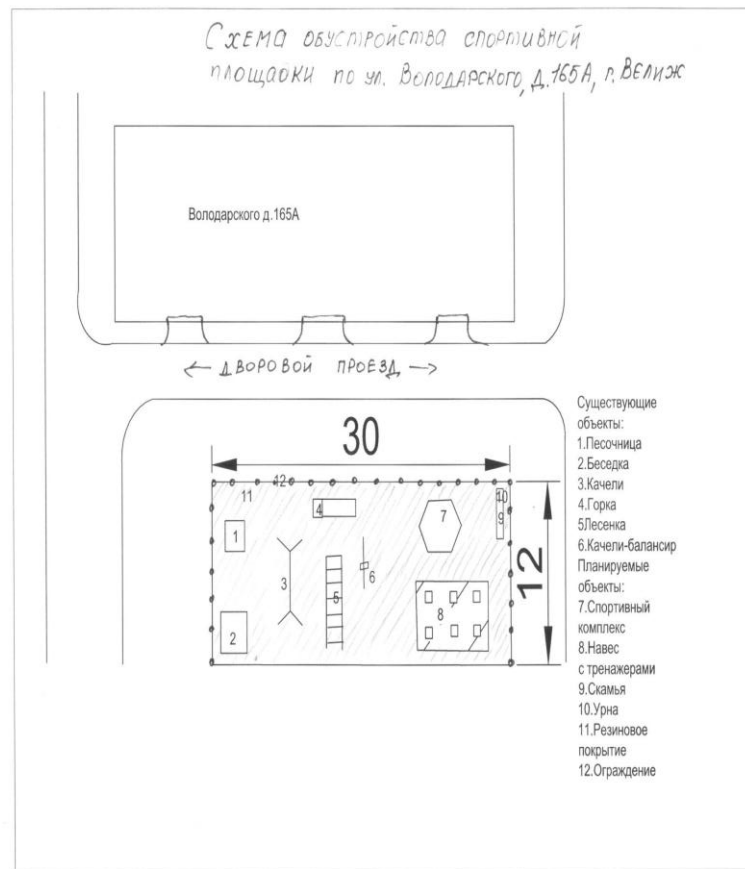 Схема обустройства спортивной
площадки по ул. Володарского, д.165А, г. Велиж
Володарского д.165А
← дворовой проезд →
30
12
11
12
10
9
4
7
1
3
5
6
8
2
Существующие
объекты:
1.Песочница
2.Беседка
3.Качели
4.Горка
5Лесенка
6.Качели-балансир
Планируемые
объекты:
7.Спортивный
комплекс
8.Навес
с тренажерами
9.Скамья
10.Урна
11.Резиновое
покрытие
12.Ограждение